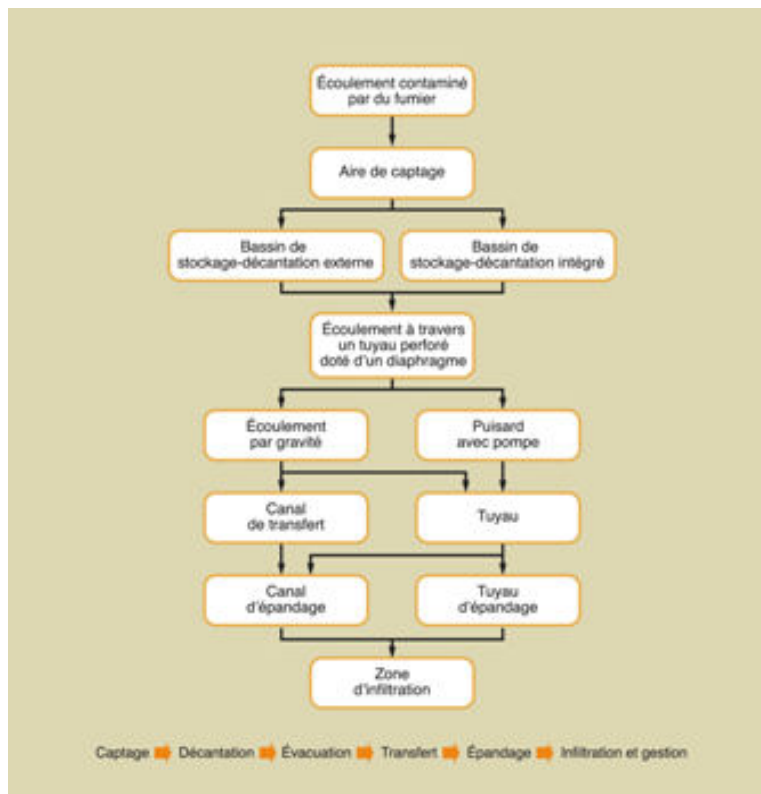 Écoulement contaminé
par du fumier
Aire de captage
Bassin de
stockage-décantation externe
Bassin de
stockage-décantation intégré
Écoulement à travers
un tuyau perforé
doté d'un diaphragme
Écoulement
par gravité
Puisard
avec pompe
Canal
de transfert
Tuyau
Canal
d'épandage
Tuyau
d'épandage
Zone
d'infiltration
Captage Décantation Évacuation Transfert Épandage Infiltration et gestion